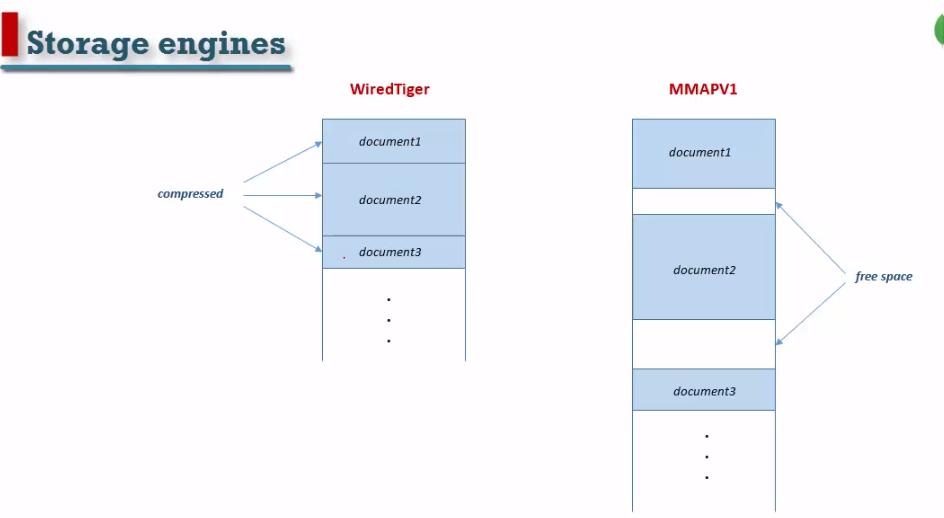 Storage engines
WiredTiger
MMAPV1
document1
document2
document3
compressed
document1
document2
document3
free space